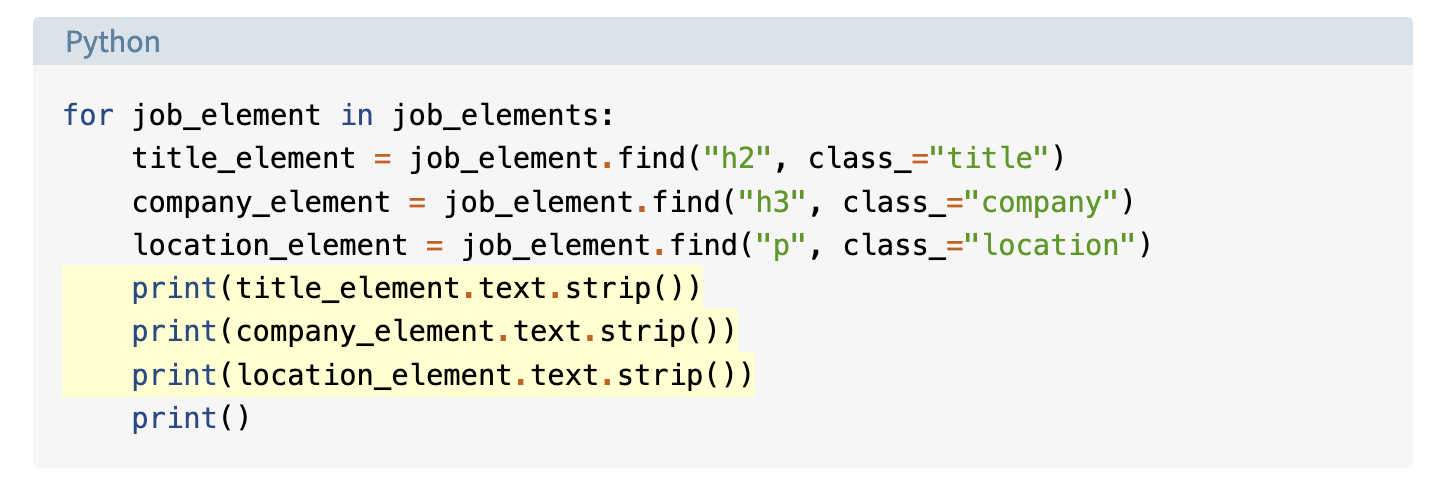 Python
for job_element in job_elements:
    title_element = job_element.find("h2", class_="title")
    company_element = job_element.find("h3", class_="company")
    location_element = job_element.find("p", class_="location")
    print(title_element.text.strip())
    print(company_element.text.strip())
    print(location_element.text.strip())
    print()